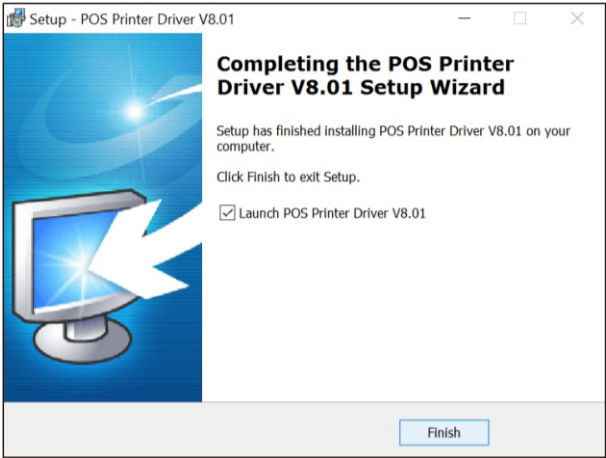 Setup - POS Printer Driver V8.01
Completing the POS Printer
Driver V8.01 Setup Wizard
Setup has finished installing POS Printer Driver V8.01 on your
computer.
Click Finish to exit Setup.
Launch POS Printer Driver V8.01
Finish